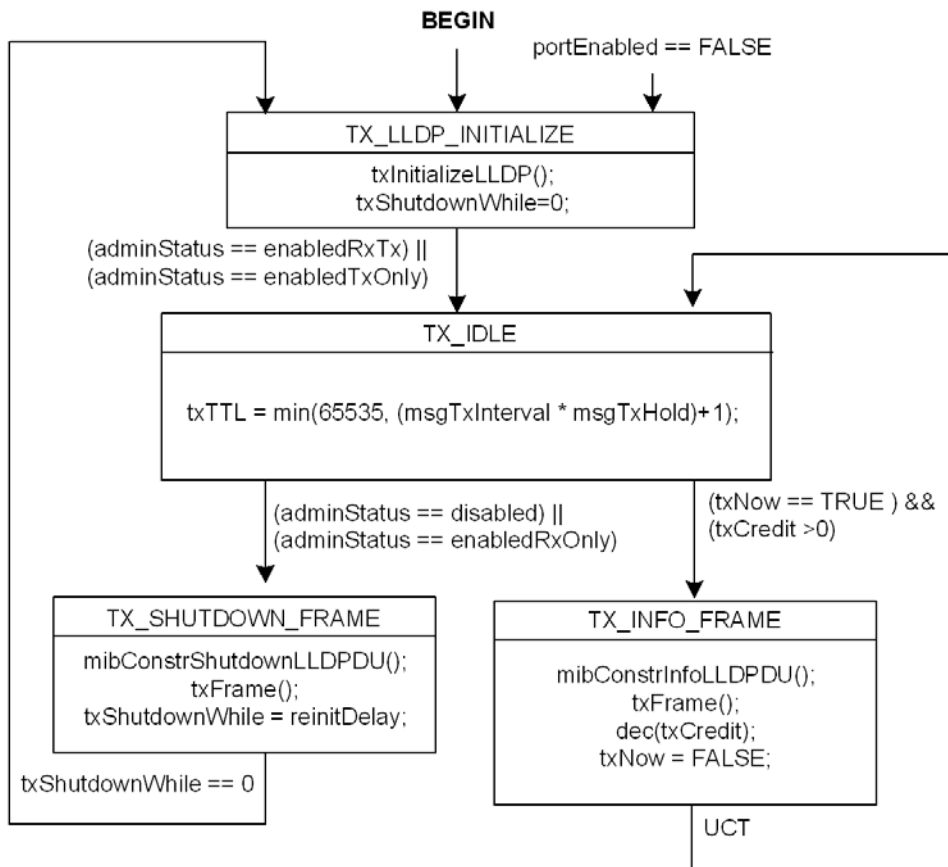 BEGIN
portEnabled == FALSE
TX_LLDP_INITIALIZE
txInitializeLLDP();
txShutdownWhile=0;
(adminStatus == enabledRxTx) ||
(adminStatus == enabledTxOnly)
TX_IDLE
txTTL = min(65535, (msgTxInterval * msgTxHold)+1);
(adminStatus == disabled) ||
(adminStatus == enabledRxOnly)
(txNow == TRUE ) &&
(txCredit >0)
TX_SHUTDOWN_FRAME
mibConstrShutdownLLDPDU();
txFrame();
txShutdownWhile = reinitDelay;
txShutdownWhile == 0
TX_INFO_FRAME
mibConstrInfoLLDPDU();
txFrame();
dec(txCredit);
txNow = FALSE;
UCT